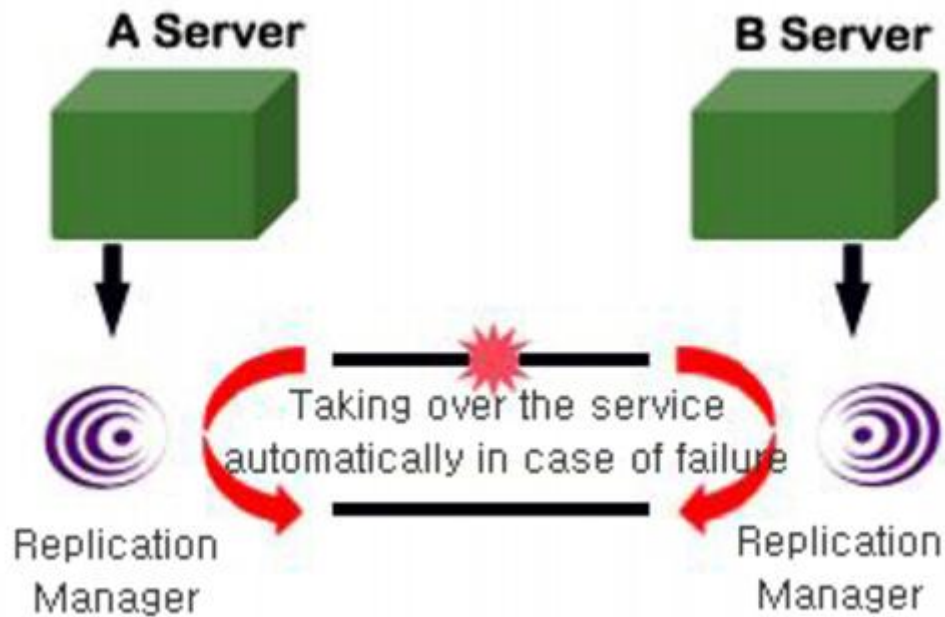 A Server
B Server
Taking over the service
automatically in case of failure
Replication
Manager
Replication
Manager